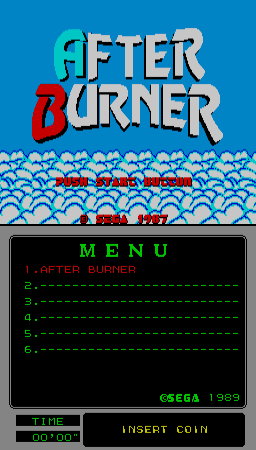 AFTER
BURNER
PUSH START BUTTON
© SEGA 1987
MENU
1.AFTER BURNER
2.--------------------
3.--------------------
4.--------------------
5.--------------------
6.--------------------
©SEGA 1989
TIME
00'00"
INSERT COIN